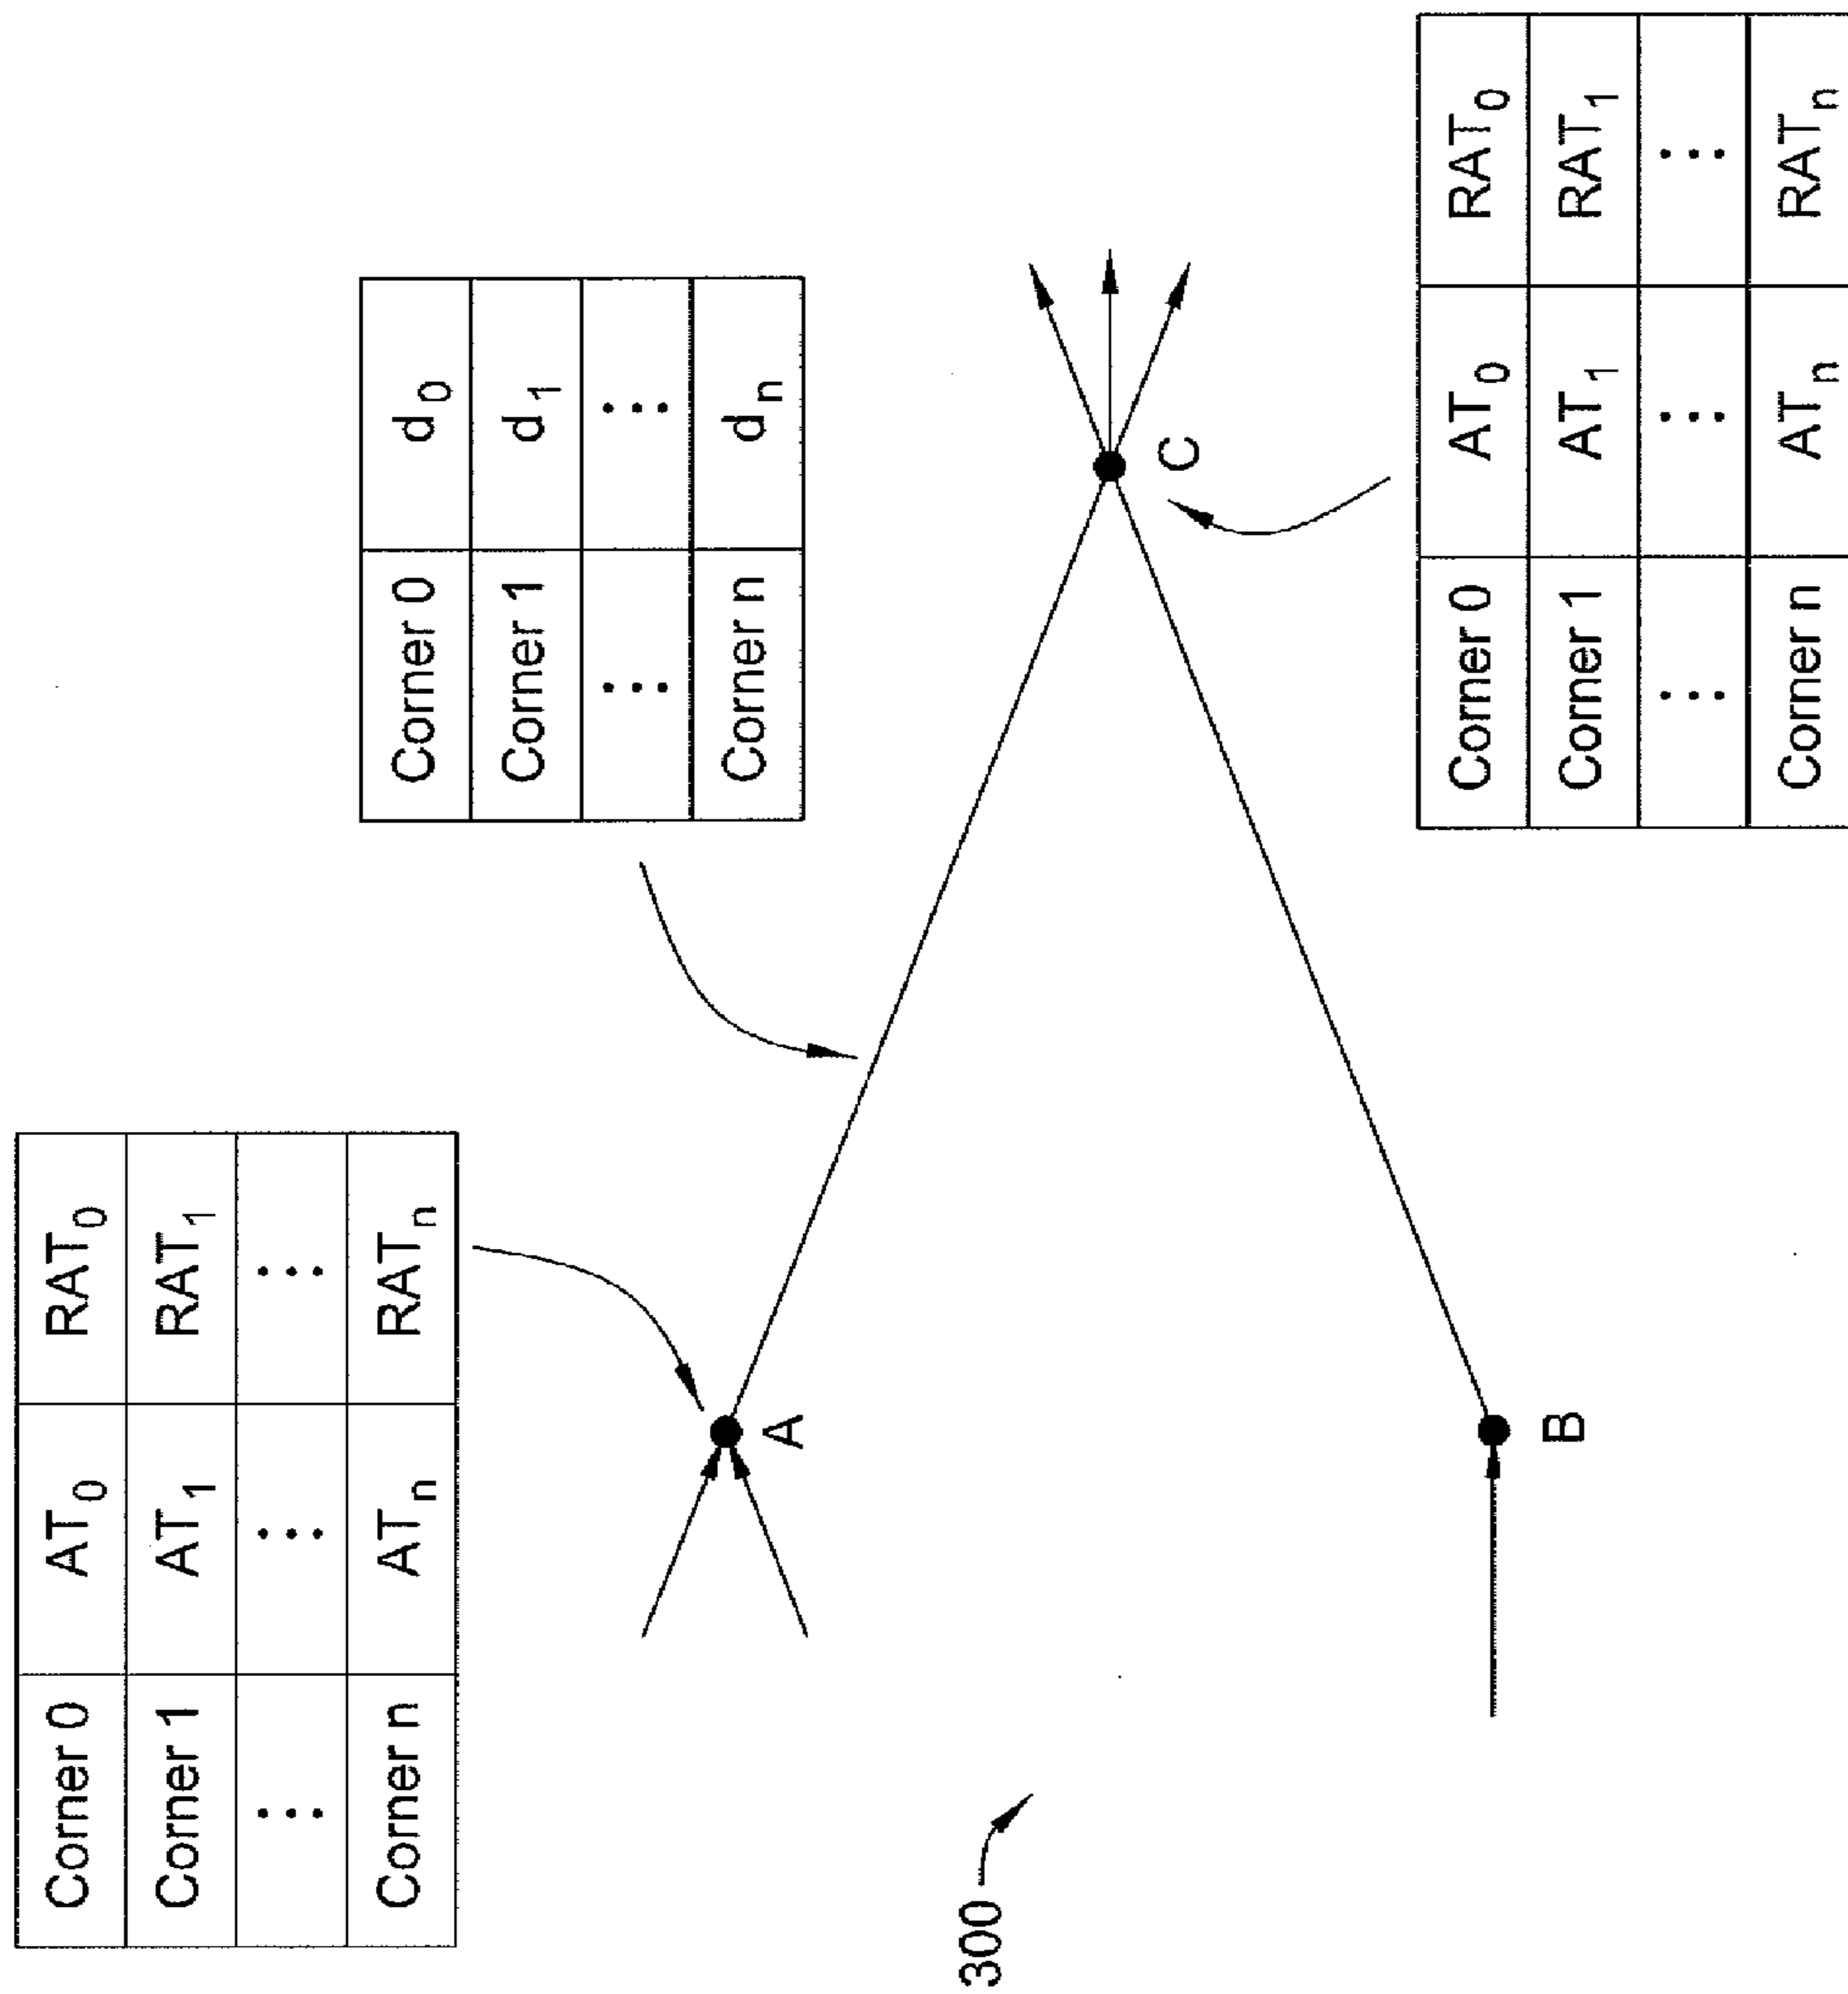 Corner 0 AT0 RAT0
Corner 1 AT1 RAT1
⋮ ⋮ ⋮
Corner n ATn RATn
Corner 0 d0
Corner 1 d1
⋮ ⋮
Corner n dn
A
C
B
300
Corner 0 AT0 RAT0
Corner 1 AT1 RAT1
⋮ ⋮ ⋮
Corner n ATn RATn